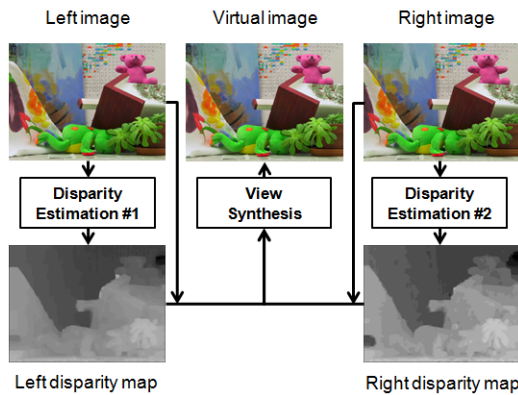 Left image
Virtual image
Right image
Disparity
Estimation #1
View
Synthesis
Disparity
Estimation #2
Left disparity map
Right disparity map